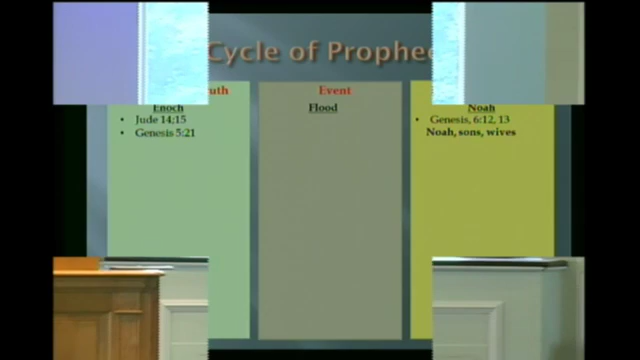 Cycle of Prophe
uth
Event
Enoch
Flood
Noah
• Jude 14;15
• Genesis, 6:12, 13
• Genesis 5:21
Noah, sons, wives